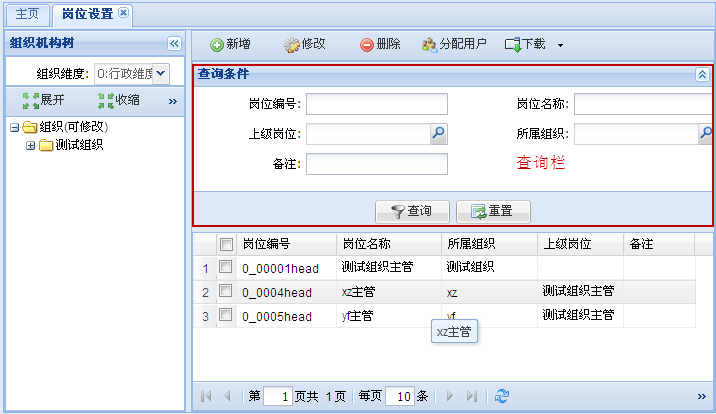 主页 岗位设置
组织机构树
组织维度: 0:行政维度
展开 收缩 »
组织(可修改)
测试组织
新增 修改 删除 分配用户 下载
查询条件
岗位编号: 岗位名称:
上级岗位: 所属组织:
备注: 查询栏
查询 重置
岗位编号 岗位名称 所属组织 上级岗位 备注
1 0_00001head 测试组织主管 测试组织
2 0_0004head xz主管 xz 测试组织主管
3 0_0005head yf主管 yf 测试组织主管
xz主管
第 1 页共 1 页 每页 10 条 »